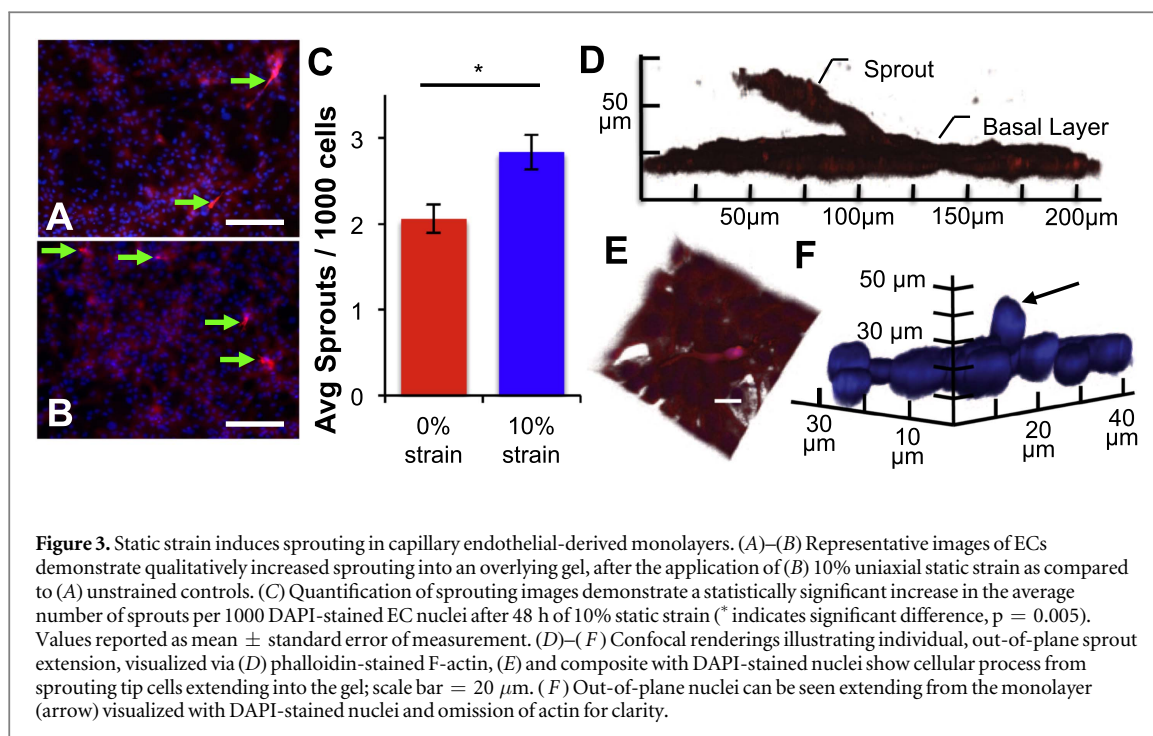 A
B
C
*
Avg Sprouts / 1000 cells
3
2
1
0
0%
strain
10%
strain
D
Sprout
Basal Layer
50
µm
50µm
100µm
150µm
200µm
E
F
50 µm
30 µm
30
µm
10
µm
20
µm
40
µm
Figure 3. Static strain induces sprouting in capillary endothelial-derived monolayers. (A)–(B) Representative images of ECs
demonstrate qualitatively increased sprouting into an overlying gel, after the application of (B) 10% uniaxial static strain as compared
to (A) unstrained controls. (C) Quantification of sprouting images demonstrate a statistically significant increase in the average
number of sprouts per 1000 DAPI-stained EC nuclei after 48 h of 10% static strain (* indicates significant difference, p = 0.005).
Values reported as mean ± standard error of measurement. (D)–(F) Confocal renderings illustrating individual, out-of-plane sprout
extension, visualized via (D) phalloidin-stained F-actin, (E) and composite with DAPI-stained nuclei show cellular process from
sprouting tip cells extending into the gel; scale bar = 20 µm. (F) Out-of-plane nuclei can be seen extending from the monolayer
(arrow) visualized with DAPI-stained nuclei and omission of actin for clarity.